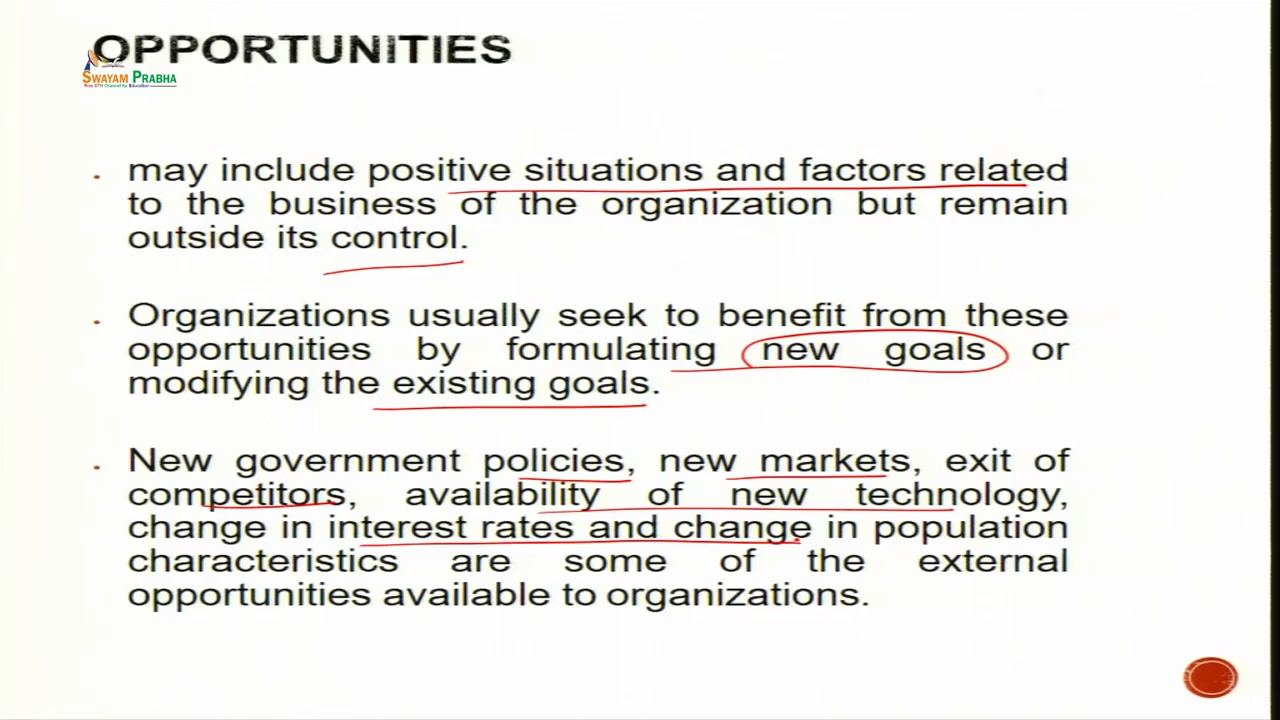 OPPORTUNITIES
SWAYAM PRABHA
Free DTH Channel for Education
. may include positive situations and factors related
to the business of the organization but remain
outside its control.
. Organizations usually seek to benefit from these
opportunities by formulating new goals or
modifying the existing goals.
. New government policies, new markets, exit of
competitors, availability of new technology,
change in interest rates and change in population
characteristics are some of the external
opportunities available to organizations.